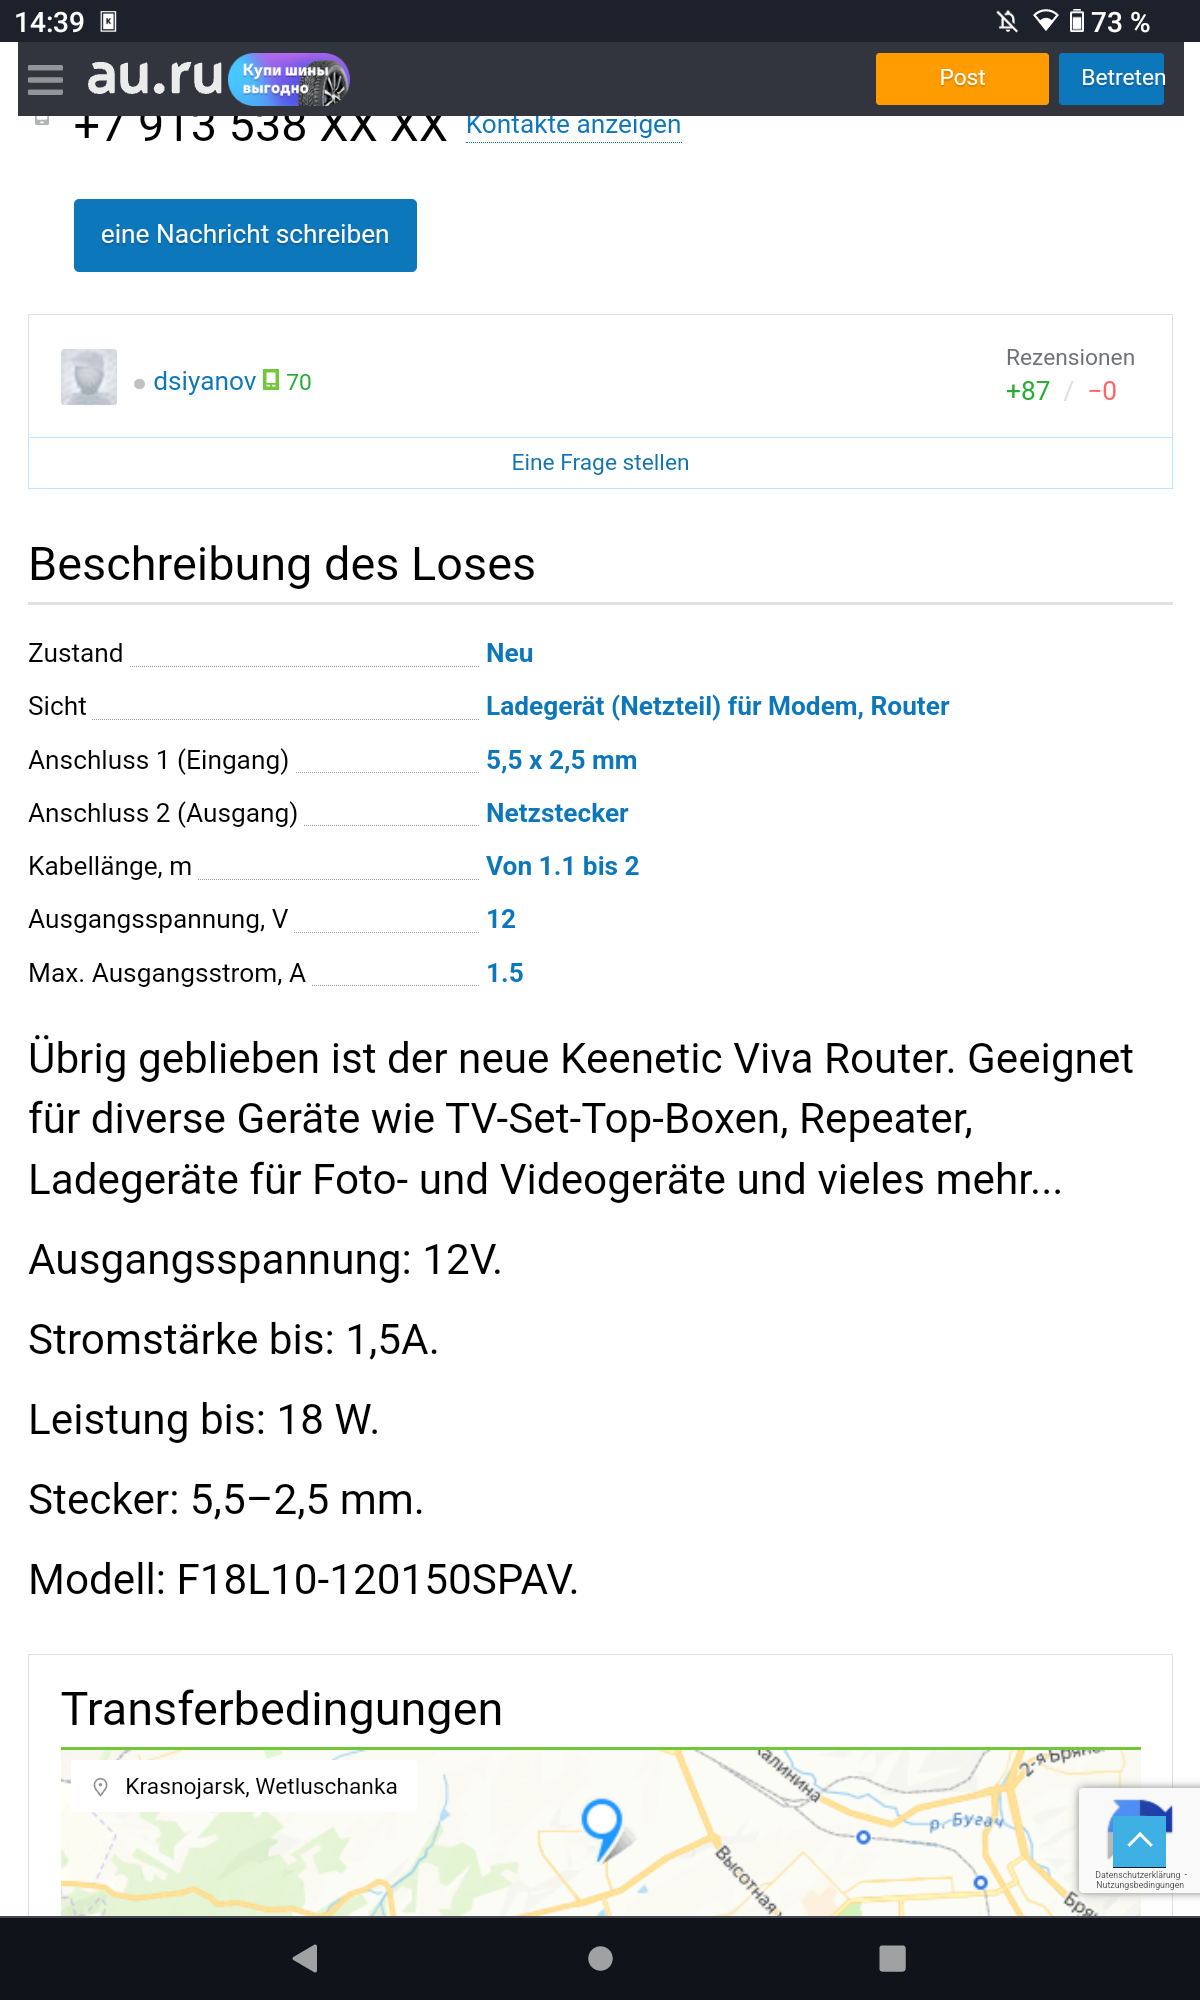 14:39
73 %
au.ru
Купи шины
выгодно
Post
Betreten
+7 913 538 XX XX Kontakte anzeigen
eine Nachricht schreiben
dsiyanov 70
Rezensionen
+87 / −0
Eine Frage stellen
Beschreibung des Loses
Zustand Neu
Sicht Ladegerät (Netzteil) für Modem, Router
Anschluss 1 (Eingang) 5,5 x 2,5 mm
Anschluss 2 (Ausgang) Netzstecker
Kabellänge, m Von 1.1 bis 2
Ausgangsspannung, V 12
Max. Ausgangsstrom, A 1.5
Übrig geblieben ist der neue Keenetic Viva Router. Geeignet
für diverse Geräte wie TV-Set-Top-Boxen, Repeater,
Ladegeräte für Foto- und Videogeräte und vieles mehr...
Ausgangsspannung: 12V.
Stromstärke bis: 1,5A.
Leistung bis: 18 W.
Stecker: 5,5–2,5 mm.
Modell: F18L10-120150SPAV.
Transferbedingungen
Krasnojarsk, Wetluschanka
Калинина
2-я Брян
р. Бугач
Высотная
Брян
Datenschutzerklärung -
Nutzungsbedingungen